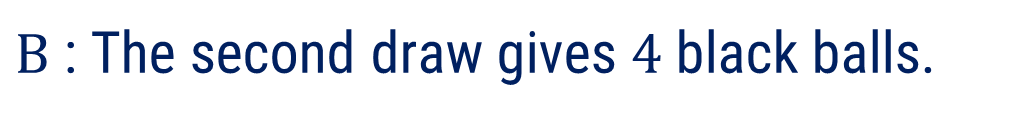 B : The second draw gives 4 black balls.